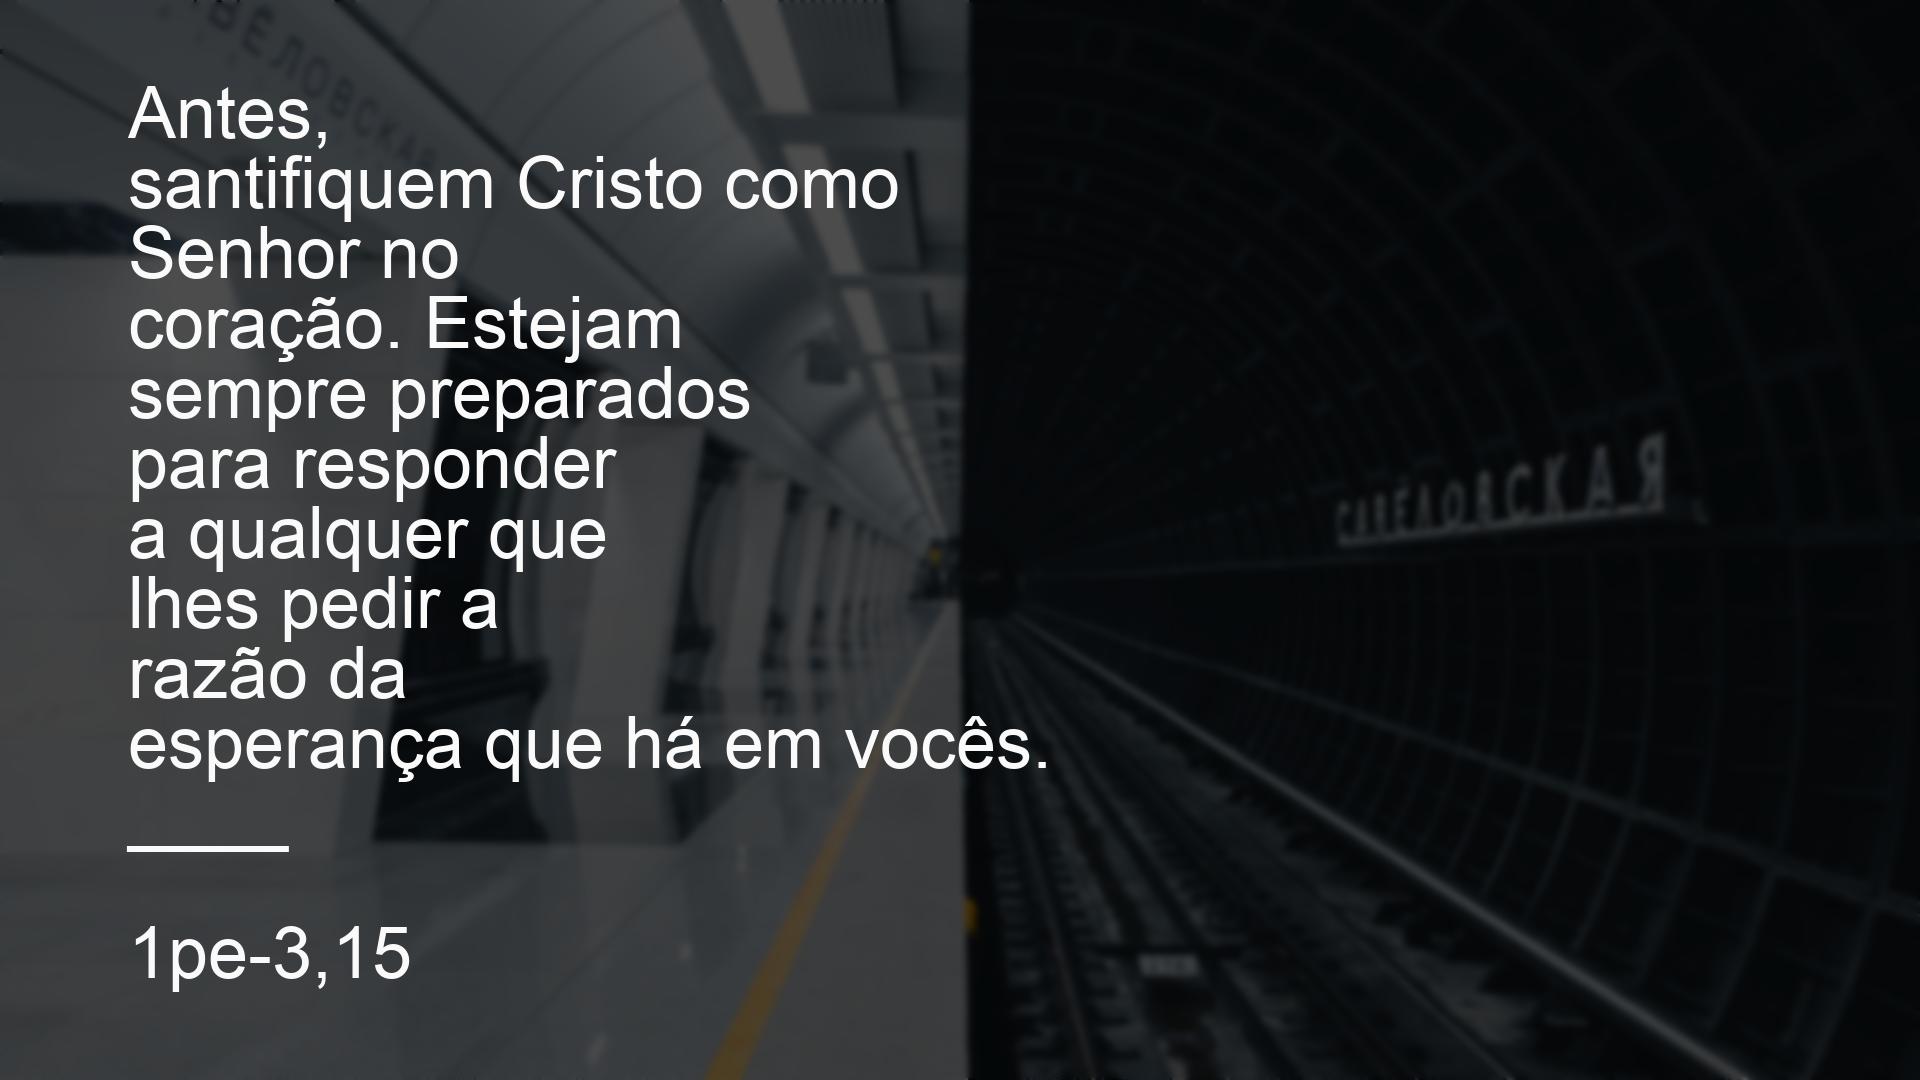 Antes,
santifiquem Cristo como
Senhor no
coração. Estejam
sempre preparados
para responder
a qualquer que
lhes pedir a
razão da
esperança que há em vocês.
1pe-3,15
САВЁЛОВСКАЯ